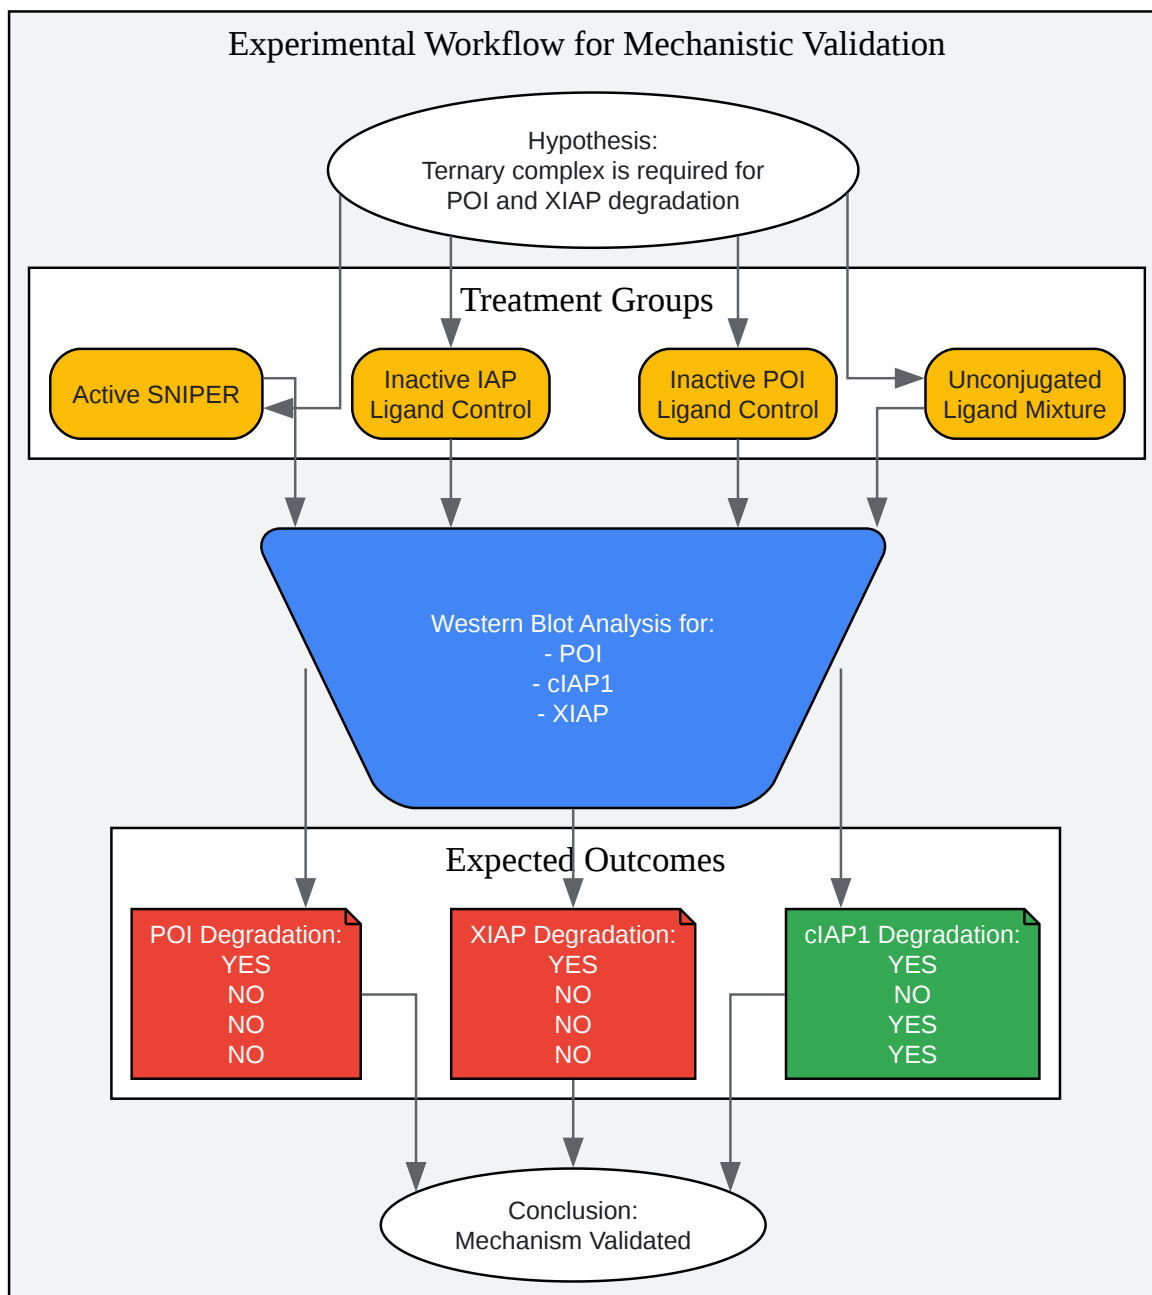 Experimental Workflow for Mechanistic Validation
Hypothesis:
Ternary complex is required for
POI and XIAP degradation
Treatment Groups
Active SNIPER
Inactive IAP
Ligand Control
Inactive POI
Ligand Control
Unconjugated
Ligand Mixture
Western Blot Analysis for:
- POI
- cIAP1
- XIAP
Expected Outcomes
POI Degradation:
YES
NO
NO
NO
XIAP Degradation:
YES
NO
NO
NO
cIAP1 Degradation:
YES
NO
YES
YES
Conclusion:
Mechanism Validated